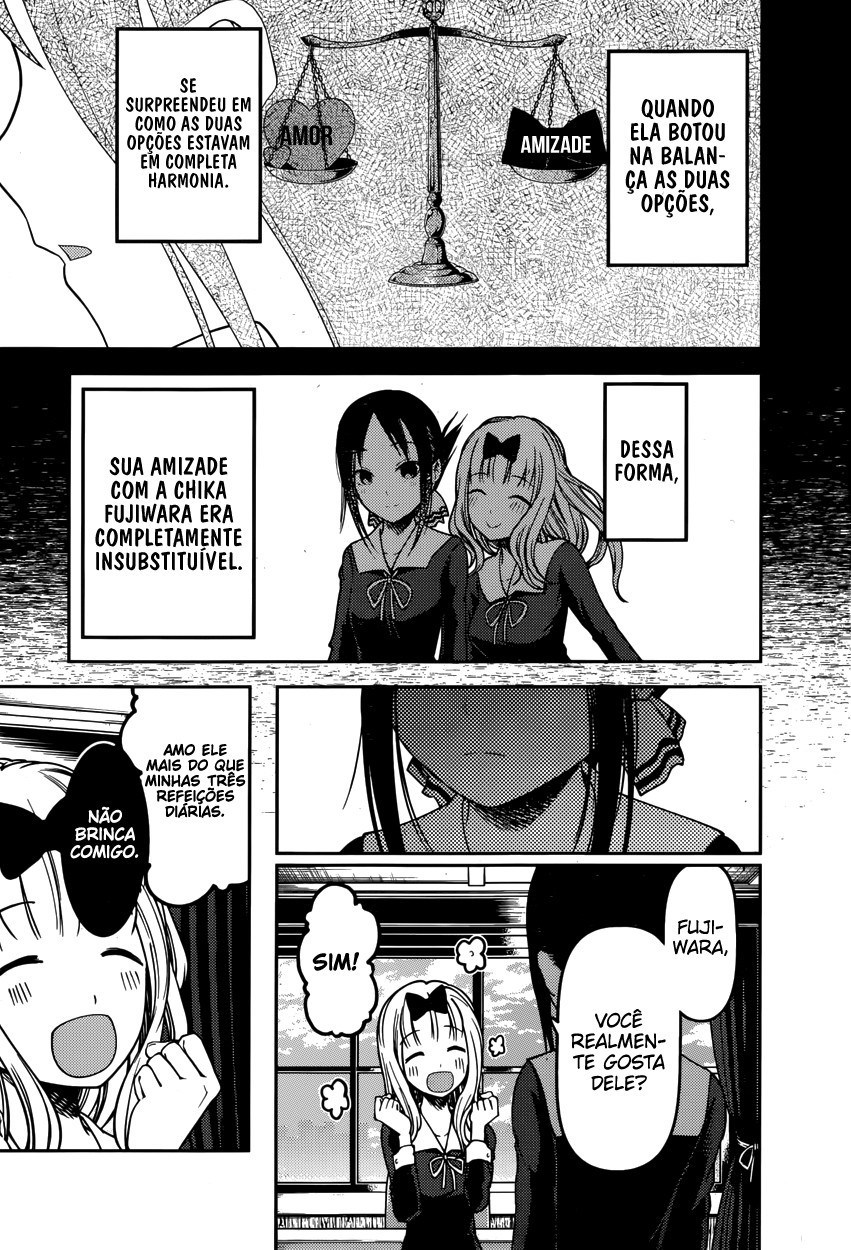 QUANDO
ELA BOTOU
NA BALAN-
ÇA AS DUAS
OPÇÕES,
AMIZADE
AMOR
SE
SURPREENDEU EM
COMO AS DUAS
OPÇÕES ESTAVAM
EM COMPLETA
HARMONIA.
DESSA
FORMA,
SUA AMIZADE
COM A CHIKA
FUJIWARA ERA
COMPLETAMENTE
INSUBSTITUÍVEL.
FUJI-
WARA,
VOCÊ
REALMEN-
TE GOSTA
DELE?
SIM!
AMO ELE
MAIS DO QUE
MINHAS TRÊS
REFEIÇÕES
DIÁRIAS.
NÃO
BRINCA
COMIGO.